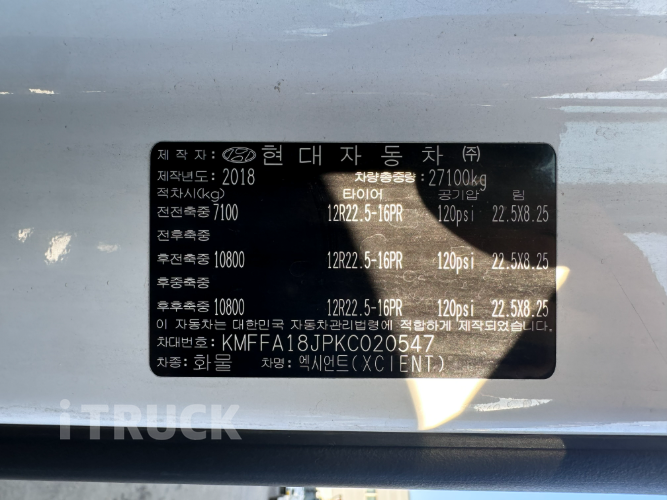 제 작 자 : 현 대 자 동 차 ㈜
제작년도: 2018 차량총중량: 27100kg
적차시(kg) 타이어 공기압 림
전전축중 7100 12R22.5-16PR 120psi 22.5X8.25
전후축중
후전축중 10800 12R22.5-16PR 120psi 22.5X8.25
후중축중
후후축중 10800 12R22.5-16PR 120psi 22.5X8.25
이 자동차는 대한민국 자동차관리법령에 적합하게 제작되었습니다.
차대번호: KMFFA18JPKC020547
차종: 화물 차명: 엑시언트(XCIENT)
iTRUCK